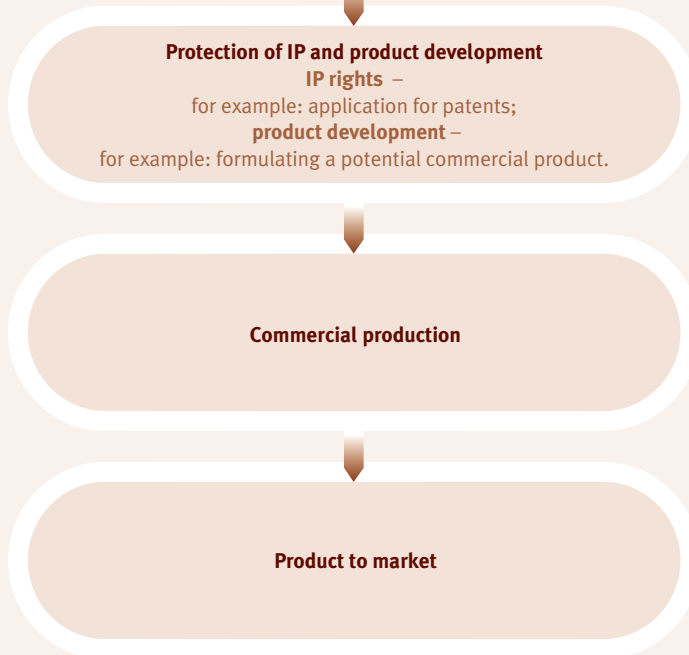 Protection of IP and product development
IP rights –
for example: application for patents;
product development –
for example: formulating a potential commercial product.
Commercial production
Product to market